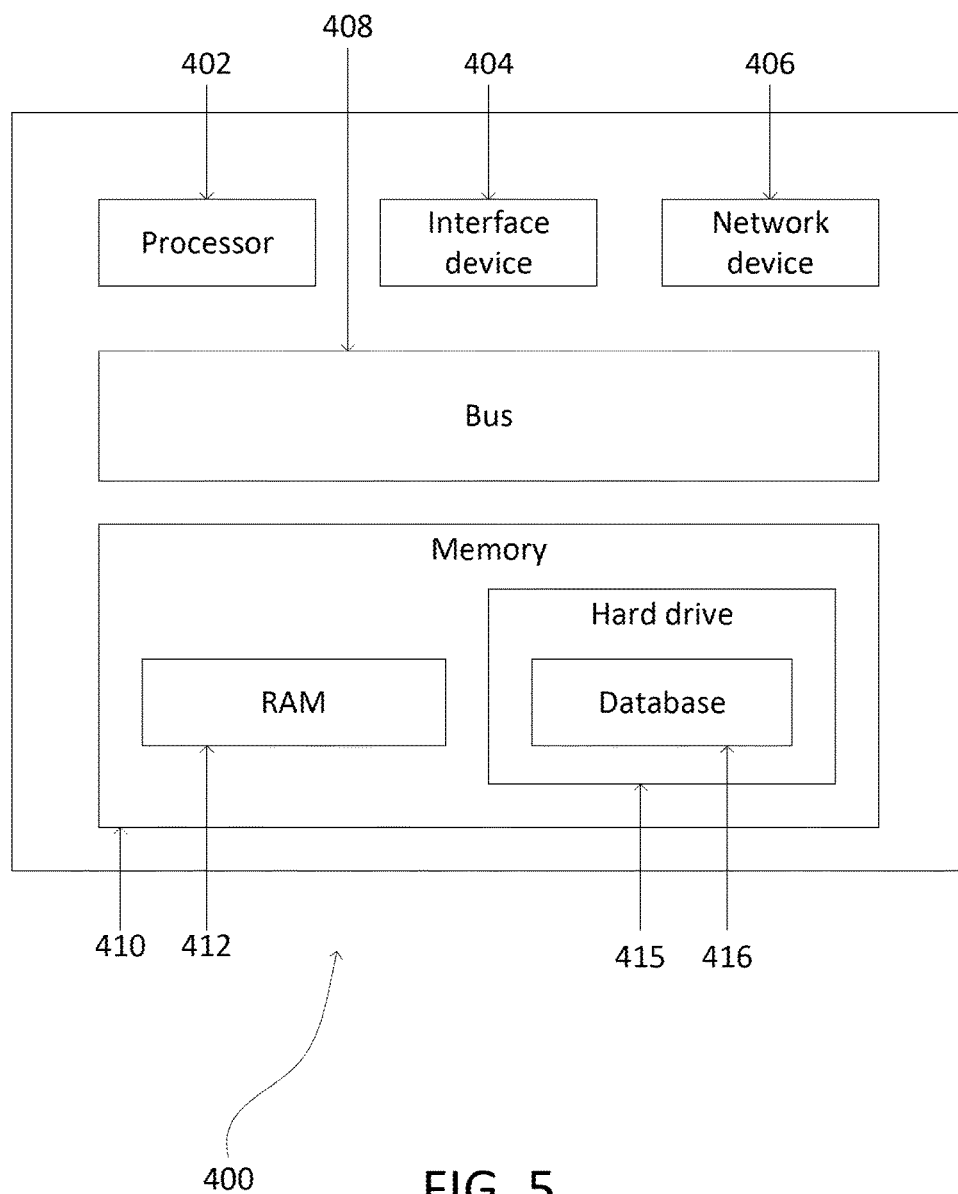 408
402
404
406
Processor
Interface
device
Network
device
Bus
Memory
Hard drive
RAM
Database
410
412
415
416
400
FIG. 5